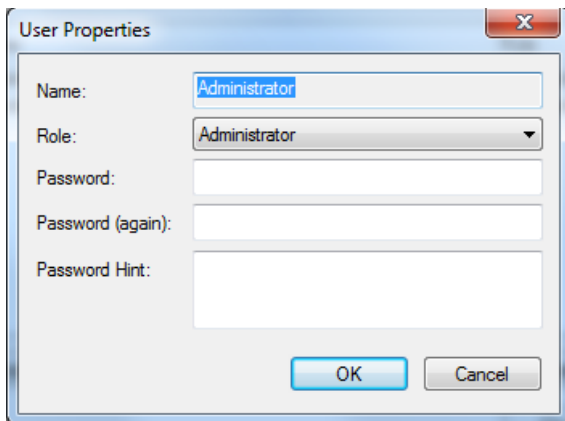 User Properties
Name: Administrator
Role: Administrator
Password:
Password (again):
Password Hint:
OK Cancel